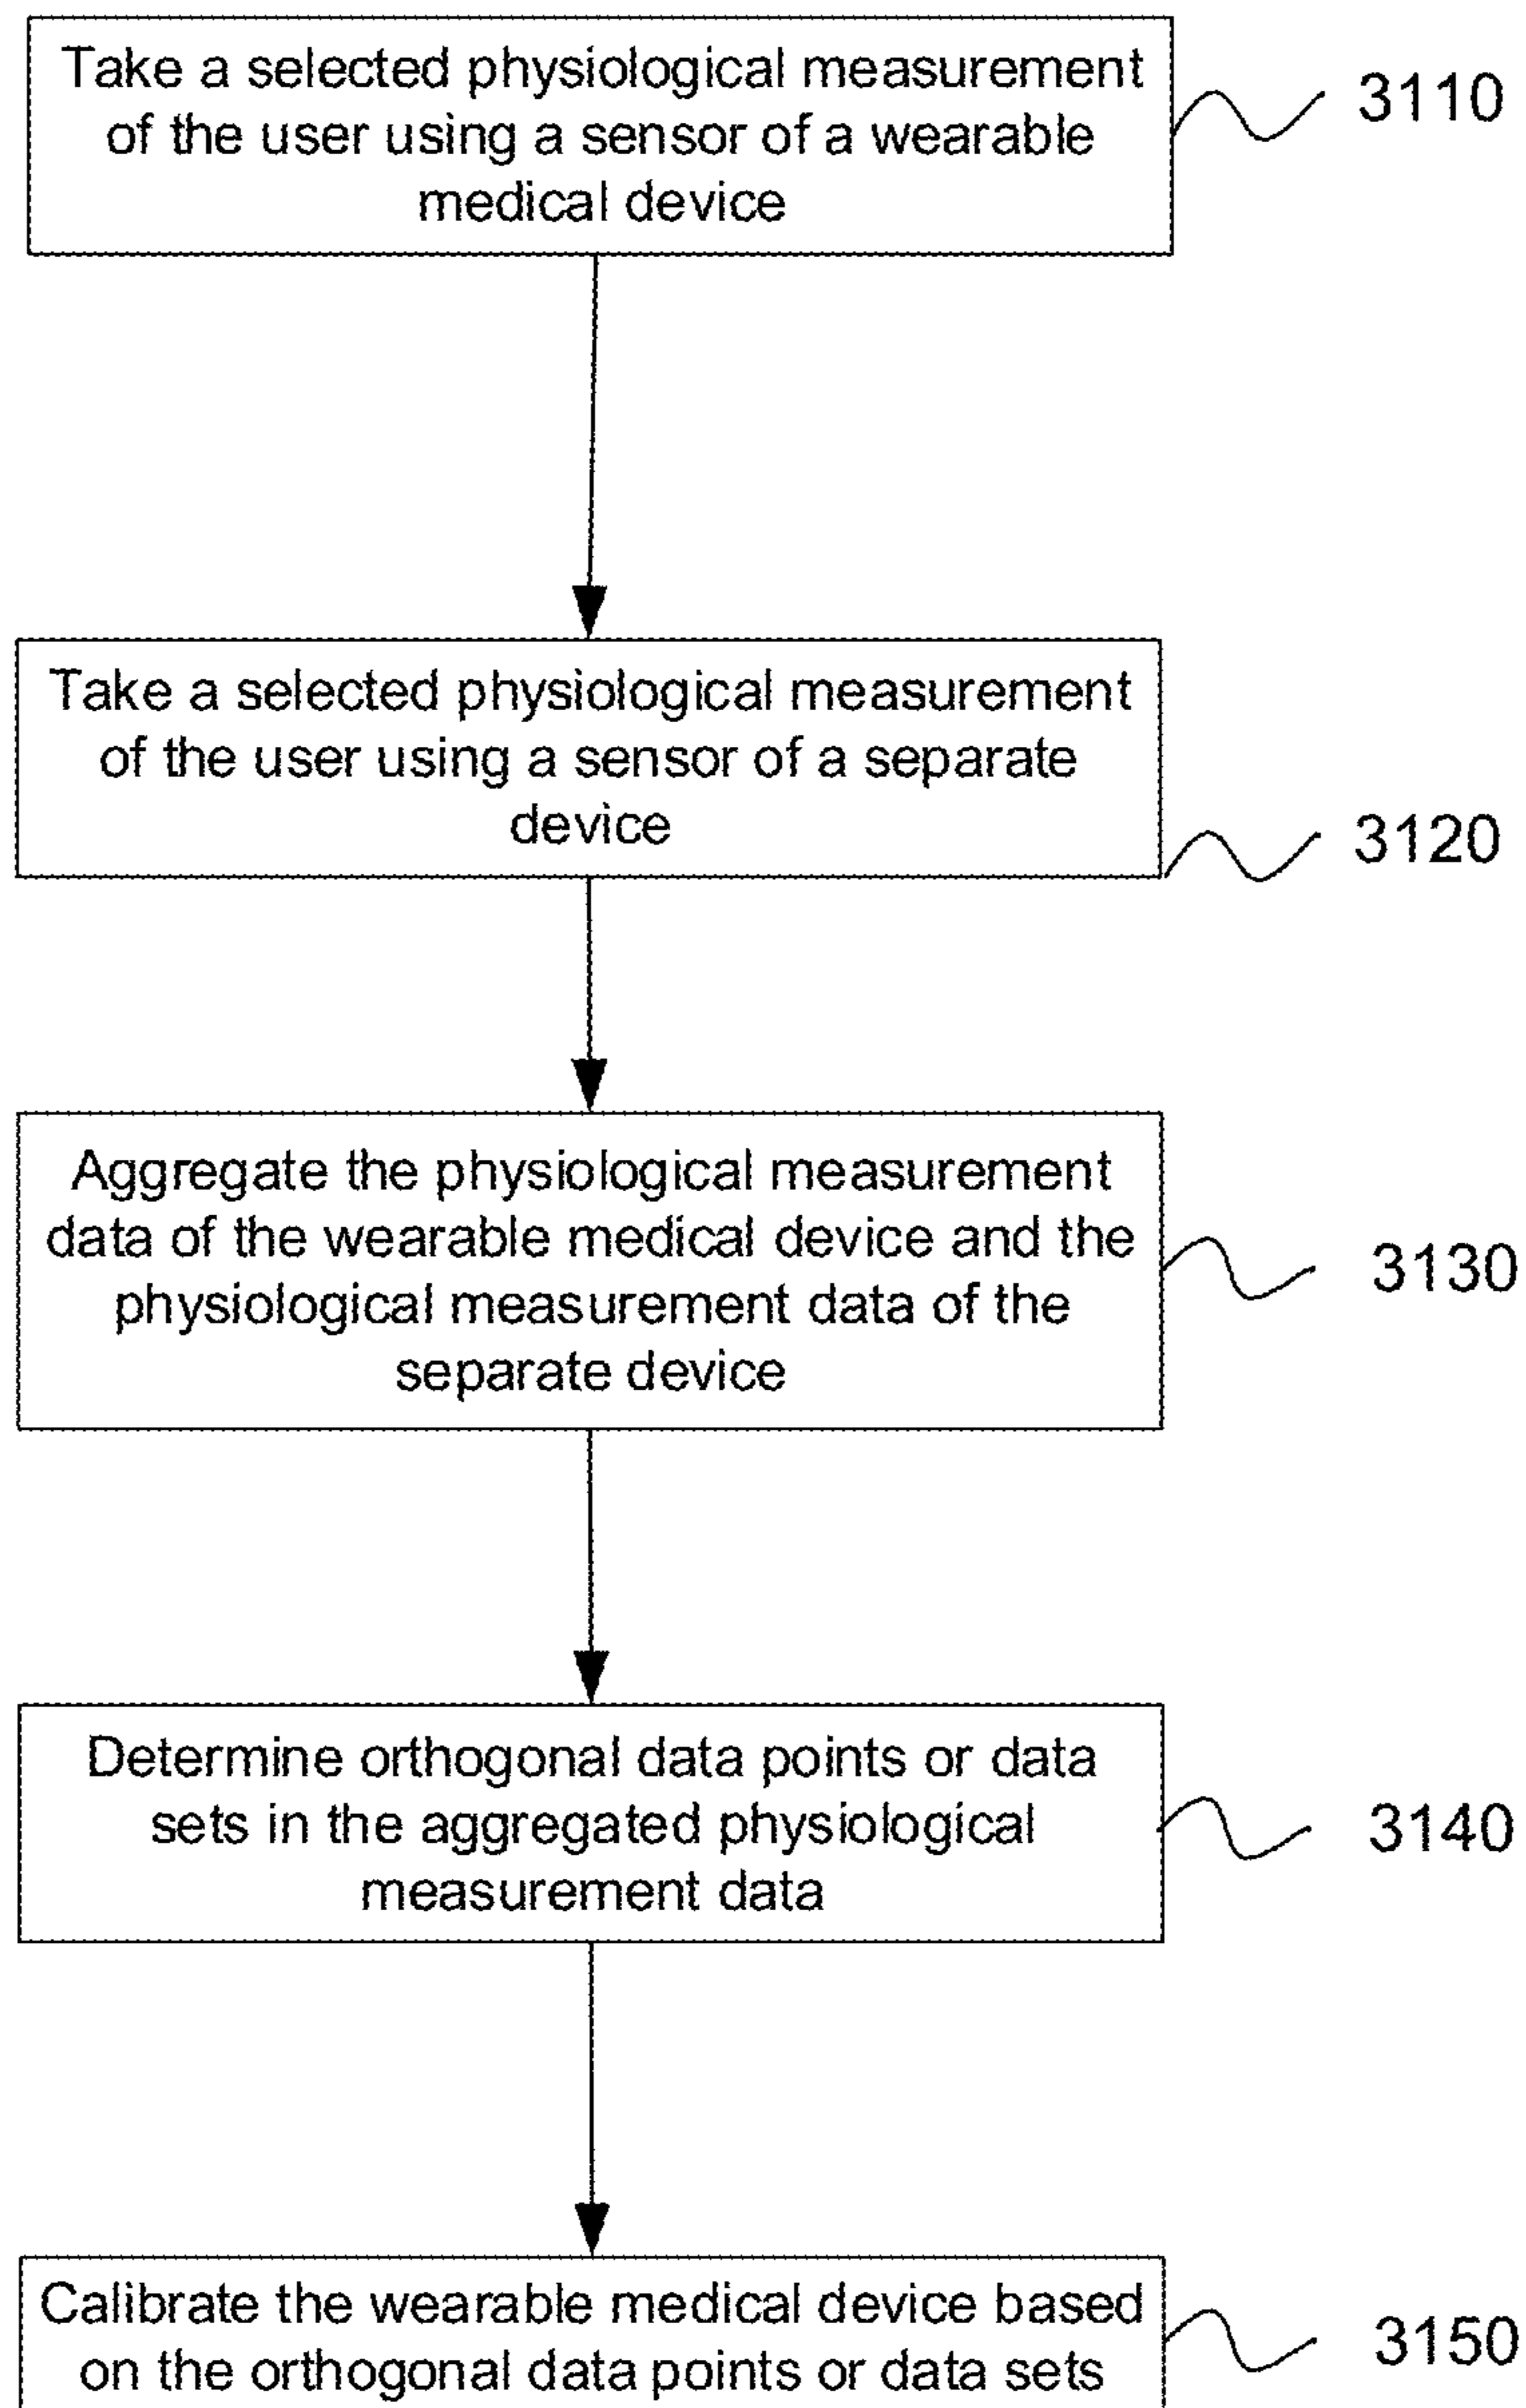 Take a selected physiological measurement
of the user using a sensor of a wearable
medical device
3110
Take a selected physiological measurement
of the user using a sensor of a separate
device
3120
Aggregate the physiological measurement
data of the wearable medical device and the
physiological measurement data of the
separate device
3130
Determine orthogonal data points or data
sets in the aggregated physiological
measurement data
3140
Calibrate the wearable medical device based
on the orthogonal data points or data sets
3150